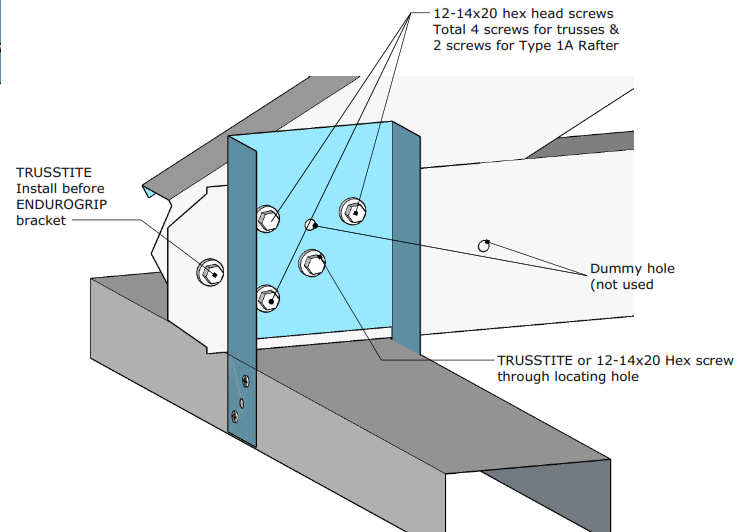 12-14x20 hex head screws
Total 4 screws for trusses &
2 screws for Type 1A Rafter
TRUSSTITE
Install before
ENDUROGRIP
bracket
Dummy hole
(not used
TRUSSTITE or 12-14x20 Hex screw
through locating hole